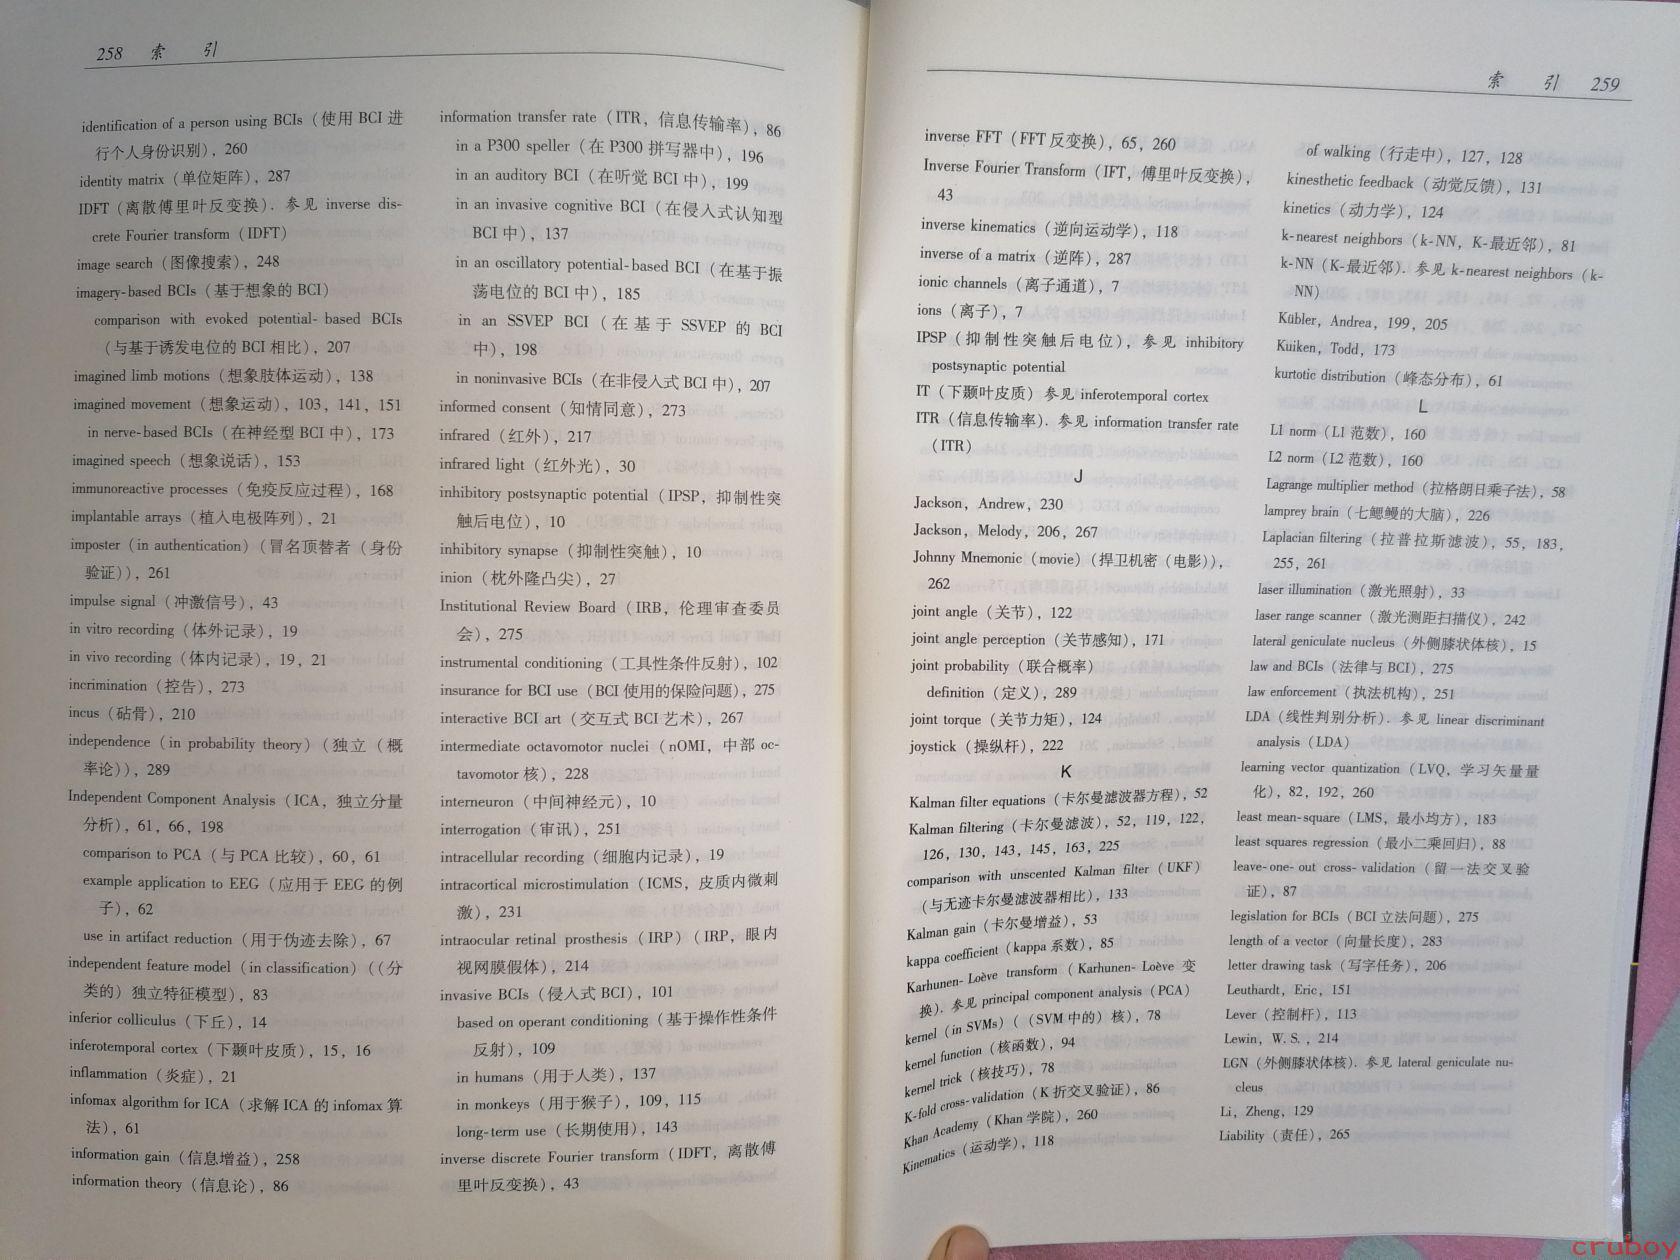 258 索 引
identification of a person using BCIs（使用 BCI 进
行个人身份识别），260
identity matrix（单位矩阵），287
IDFT（离散傅里叶反变换）．参见 inverse dis-
crete Fourier transform（IDFT）
image search（图像搜索），248
imagery-based BCIs（基于想象的 BCI）
comparison with evoked potential- based BCIs
（与基于诱发电位的 BCI 相比），207
imagined limb motions（想象肢体运动），138
imagined movement（想象运动），103，141，151
in nerve-based BCIs（在神经型 BCI 中），173
imagined speech（想象说话），153
immunoreactive processes（免疫反应过程），168
implantable arrays（植入电极阵列），21
imposter（in authentication）（冒名顶替者（身份
验证）），261
impulse signal（冲激信号），43
in vitro recording（体外记录），19
in vivo recording（体内记录），19，21
incrimination（控告），273
incus（砧骨），210
independence（in probability theory）（独立（概
率论）），289
Independent Component Analysis（ICA，独立分量
分析），61，66，198
comparison to PCA（与 PCA 比较），60，61
example application to EEG（应用于 EEG 的例
子），62
use in artifact reduction（用于伪迹去除），67
independent feature model（in classification）（（分
类的）独立特征模型），83
inferior colliculus（下丘），14
inferotemporal cortex（下颞叶皮质），15，16
inflammation（炎症），21
infomax algorithm for ICA（求解 ICA 的 infomax 算
法），61
information gain（信息增益），258
information theory（信息论），86
information transfer rate（ITR，信息传输率），86
in a P300 speller（在 P300 拼写器中），196
in an auditory BCI（在听觉 BCI 中），199
in an invasive cognitive BCI（在侵入式认知型
BCI 中），137
in an oscillatory potential-based BCI（在基于振
荡电位的 BCI 中），185
in an SSVEP BCI（在基于 SSVEP 的 BCI
中），198
in noninvasive BCIs（在非侵入式 BCI 中），207
informed consent（知情同意），273
infrared（红外），217
infrared light（红外光），30
inhibitory postsynaptic potential（IPSP，抑制性突
触后电位），10
inhibitory synapse（抑制性突触），10
inion（枕外隆凸尖），27
Institutional Review Board（IRB，伦理审查委员
会），275
instrumental conditioning（工具性条件反射），102
insurance for BCI use（BCI 使用的保险问题），275
interactive BCI art（交互式 BCI 艺术），267
intermediate octavomotor nuclei（nOMI，中部 oc-
tavomotor 核），228
interneuron（中间神经元），10
interrogation（审讯），251
intracellular recording（细胞内记录），19
intracortical microstimulation（ICMS，皮质内微刺
激），231
intraocular retinal prosthesis（IRP）（IRP，眼内
视网膜假体），214
invasive BCIs（侵入式 BCI），101
based on operant conditioning（基于操作性条件
反射），109
in humans（用于人类），137
in monkeys（用于猴子），109，115
long-term use（长期使用），143
inverse discrete Fourier transform（IDFT，离散傅
里叶反变换），43
索 引 259
inverse FFT（FFT 反变换），65，260
Inverse Fourier Transform（IFT，傅里叶反变换），
43
inverse kinematics（逆向运动学），118
inverse of a matrix（逆阵），287
ionic channels（离子通道），7
ions（离子），7
IPSP（抑制性突触后电位），参见 inhibitory
postsynaptic potential
IT（下颞叶皮质）参见 inferotemporal cortex
ITR（信息传输率）．参见 information transfer rate
（ITR）
J
Jackson，Andrew，230
Jackson，Melody，206，267
Johnny Mnemonic（movie）（捍卫机密（电影）），
262
joint angle（关节），122
joint angle perception（关节感知），171
joint probability（联合概率）
definition（定义），289
joint torque（关节力矩），124
joystick（操纵杆），222
K
Kalman filter equations（卡尔曼滤波器方程），52
Kalman filtering（卡尔曼滤波），52，119，122，
126，130，143，145，163，225
comparison with unscented Kalman filter（UKF）
（与无迹卡尔曼滤波器相比），133
Kalman gain（卡尔曼增益），53
kappa coefficient（kappa 系数），85
Karhunen- Loève transform（Karhunen- Loève 变
换）．参见 principal component analysis（PCA）
kernel（in SVMs）（（SVM 中的）核），78
kernel function（核函数），94
kernel trick（核技巧），78
K-fold cross-validation（K 折交叉验证），86
Khan Academy（Khan 学院），260
Kinematics（运动学），118
of walking（行走中），127，128
kinesthetic feedback（动觉反馈），131
kinetics（动力学），124
k-nearest neighbors（k-NN，K-最近邻），81
k-NN（K-最近邻）．参见 k-nearest neighbors（k-
NN）
Kübler，Andrea，199，205
Kuiken，Todd，173
kurtotic distribution（峰态分布），61
L
L1 norm（L1 范数），160
L2 norm（L2 范数），160
Lagrange multiplier method（拉格朗日乘子法），58
lamprey brain（七鳃鳗的大脑），226
Laplacian filtering（拉普拉斯滤波），55，183，
255，261
laser illumination（激光照射），33
laser range scanner（激光测距扫描仪），242
lateral geniculate nucleus（外侧膝状体核），15
law and BCIs（法律与 BCI），275
law enforcement（执法机构），251
LDA（线性判别分析）．参见 linear discriminant
analysis（LDA）
learning vector quantization（LVQ，学习矢量量
化），82，192，260
least mean-square（LMS，最小均方），183
least squares regression（最小二乘回归），88
leave-one- out cross- validation（留一法交叉验
证），87
legislation for BCIs（BCI 立法问题），275
length of a vector（向量长度），283
letter drawing task（写字任务），206
Leuthardt，Eric，151
Lever（控制杆），113
Lewin，W. S.，214
LGN（外侧膝状体核）．参见 lateral geniculate nu-
cleus
Li，Zheng，129
Liability（责任），265
cruboy